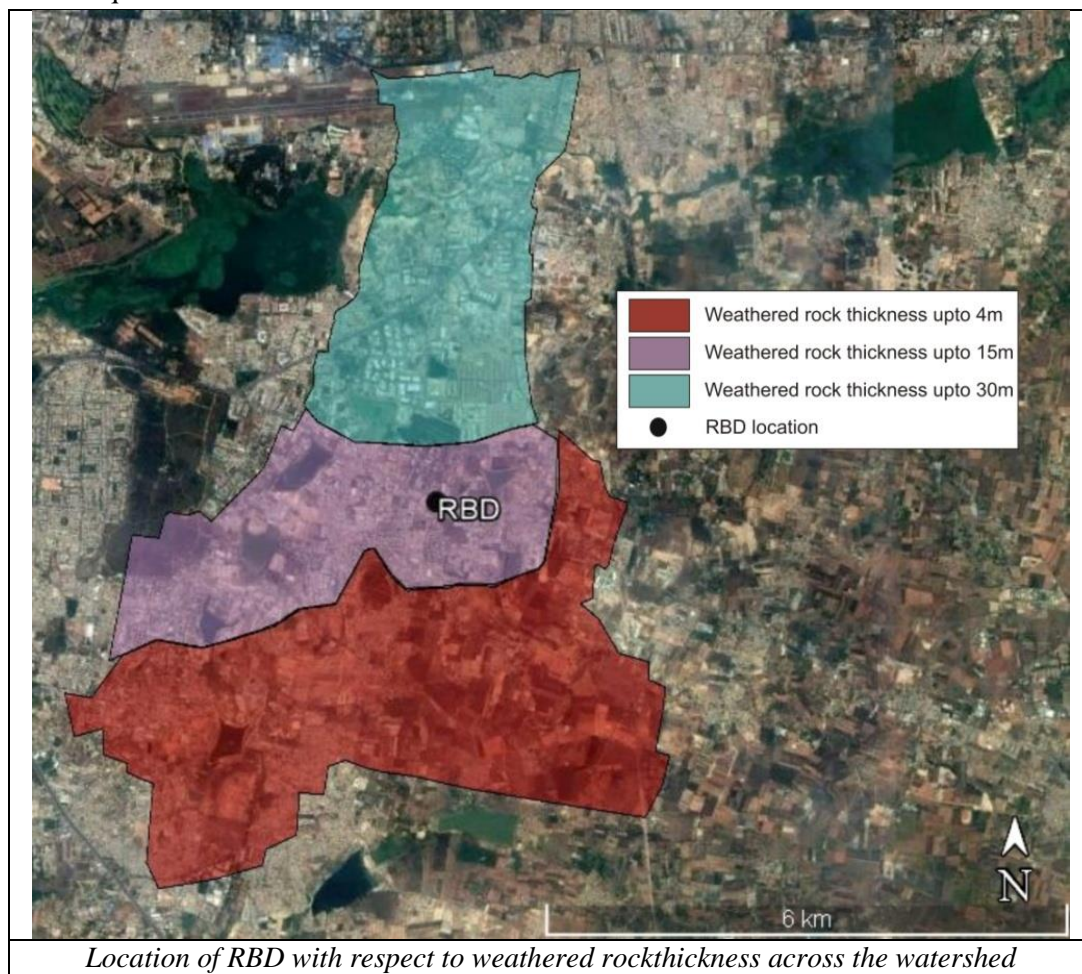 Weathered rock thickness upto 4m
Weathered rock thickness upto 15m
Weathered rock thickness upto 30m
RBD location
RBD
N
6 km
Location of RBD with respect to weathered rockthickness across the watershed